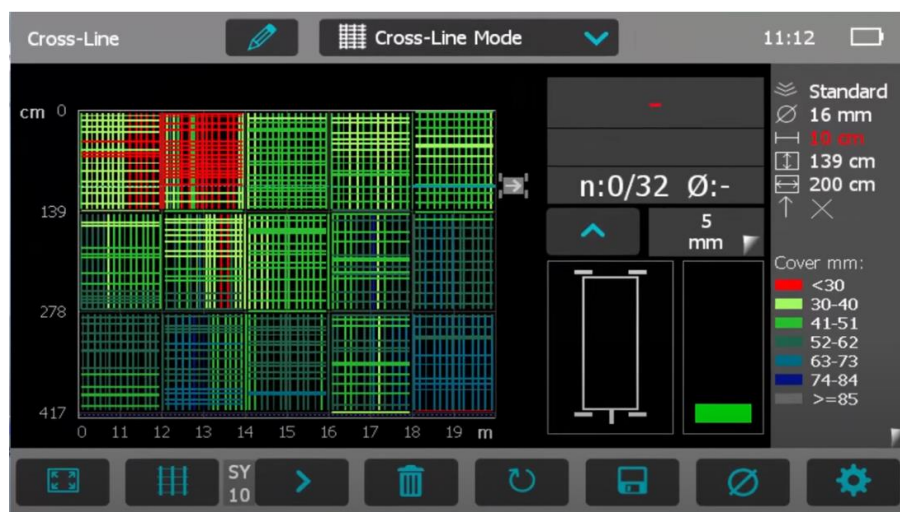 Cross-Line
Cross-Line Mode
11:12
cm 0
139
278
417
0 11 12 13 14 15 16 17 18 19 m
-
n:0/32 Ø:-
5
mm
Standard
16 mm
10 cm
139 cm
200 cm
Cover mm:
<30
30-40
41-51
52-62
63-73
74-84
>=85
SY
10